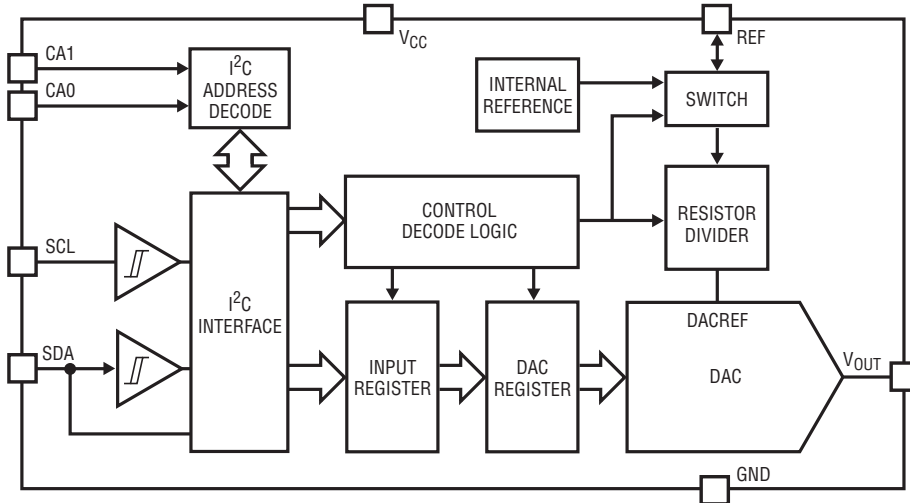 VCC
REF
CA1
CA0
I2C
ADDRESS
DECODE
INTERNAL
REFERENCE
SWITCH
CONTROL
DECODE LOGIC
RESISTOR
DIVIDER
SCL
I2C
INTERFACE
SDA
INPUT
REGISTER
DAC
REGISTER
DACREF
DAC
VOUT
GND